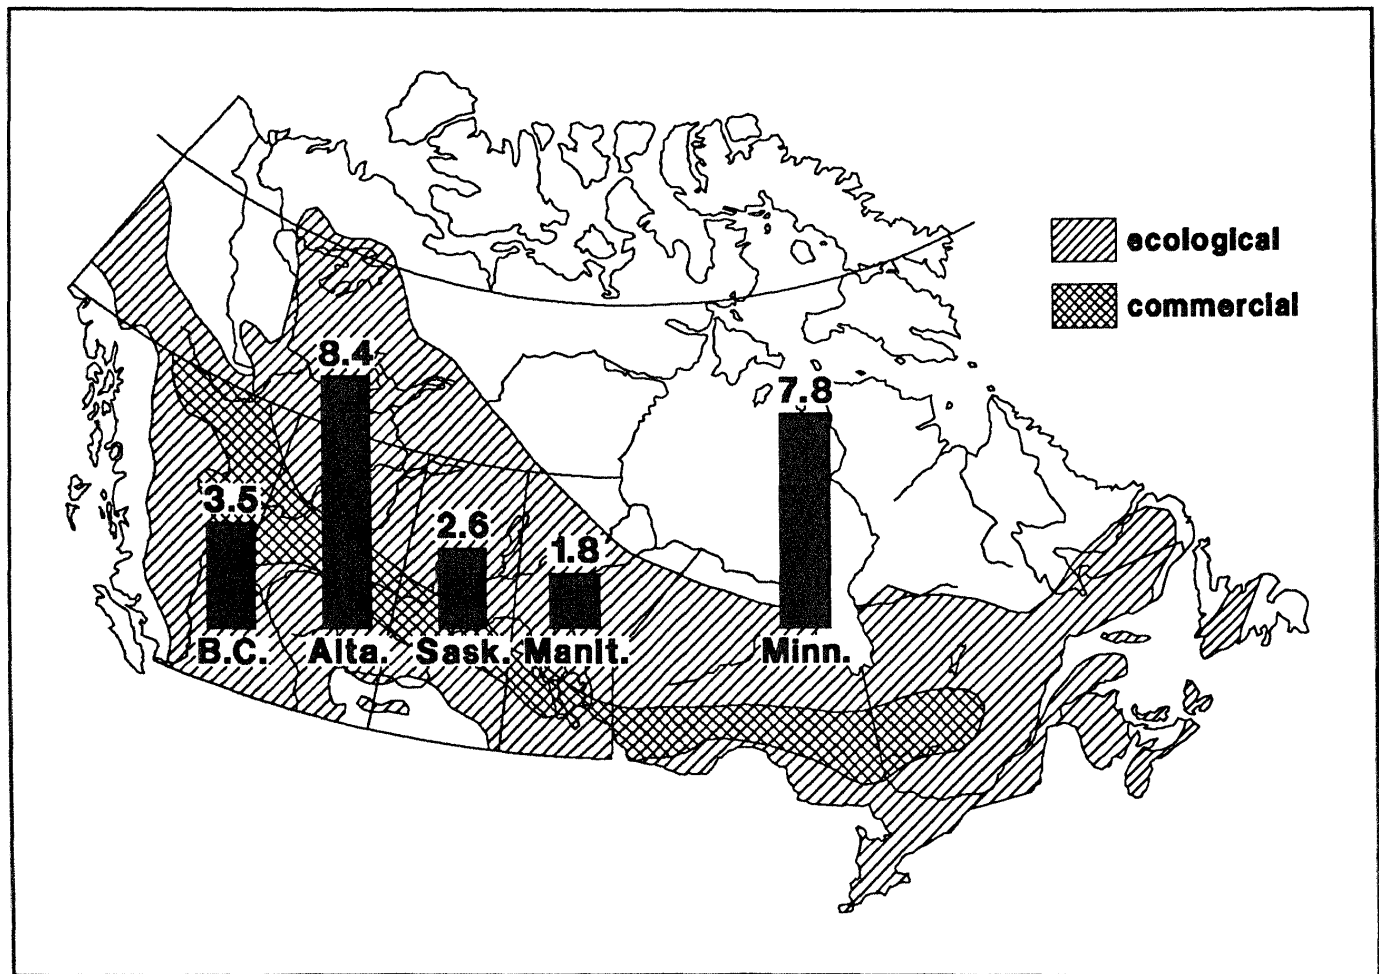 ecological
commercial
8.4
7.8
3.5
2.6
1.8
B.C.
Alta.
Sask.
Manit.
Minn.